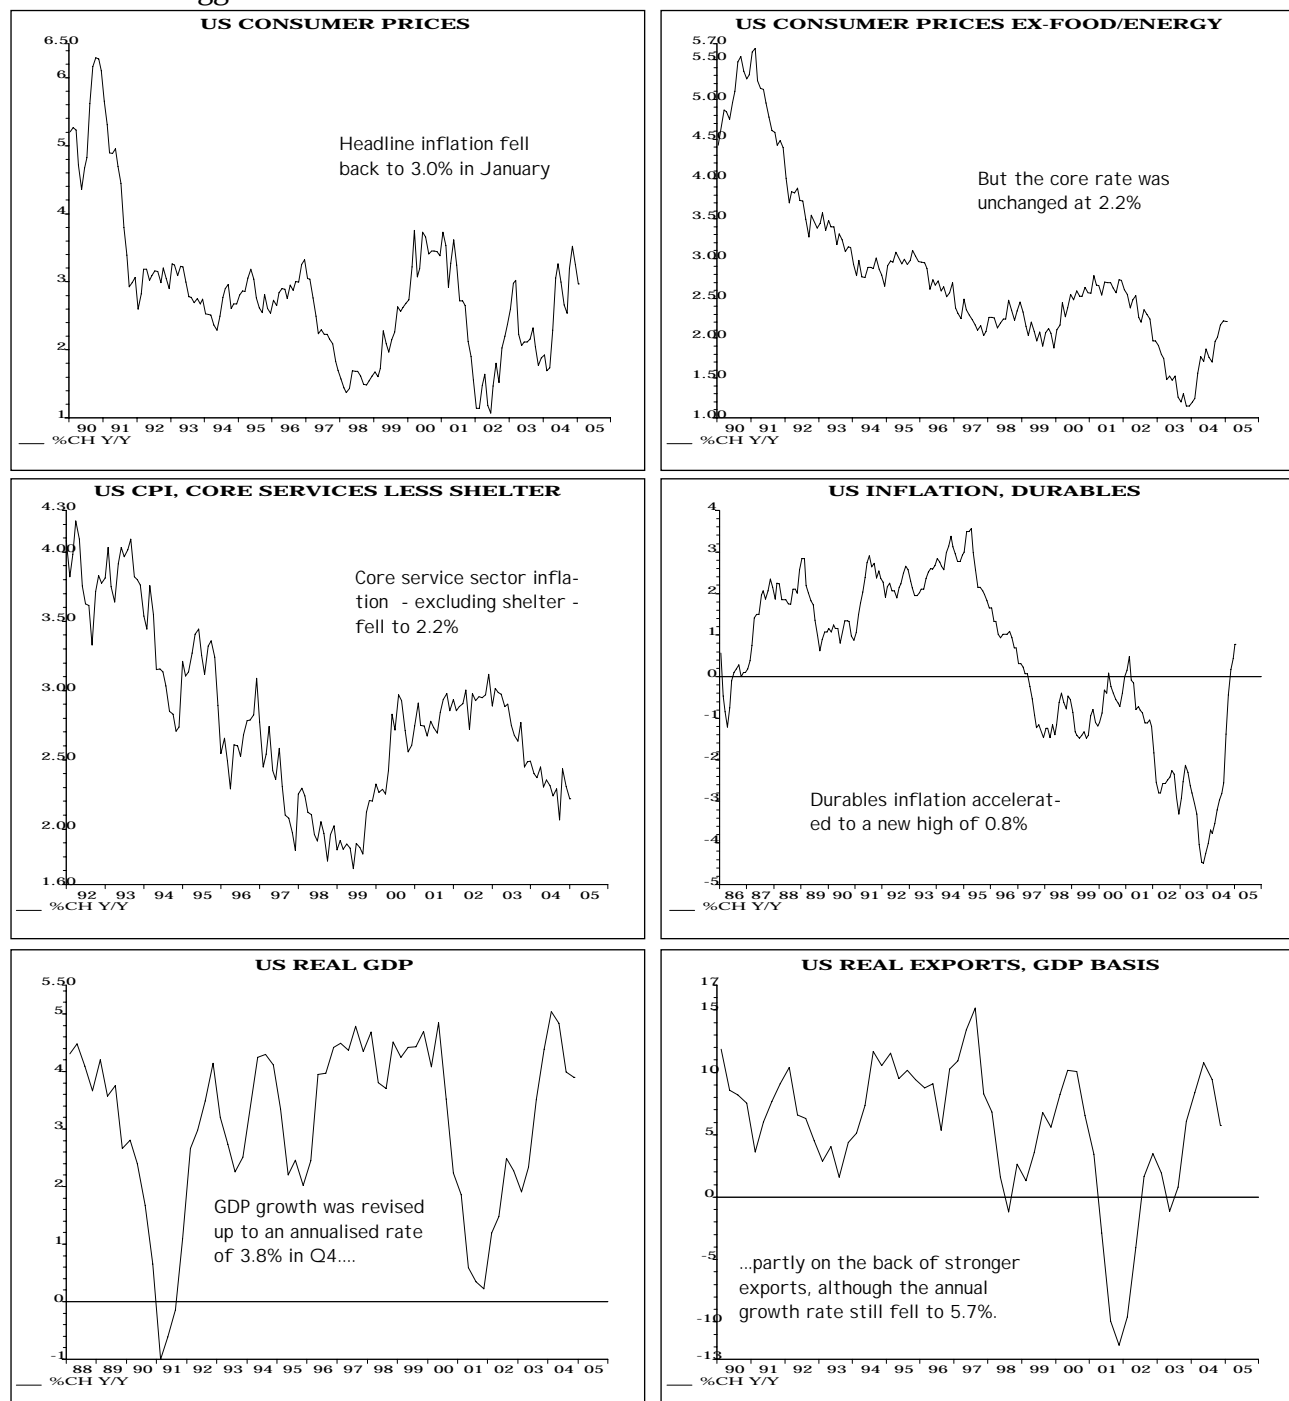 US CONSUMER PRICES
6.50
6
5
4
3
2
1
90 91 92 93 94 95 96 97 98 99 00 01 02 03 04 05
%CH Y/Y
Headline inflation fell
back to 3.0% in January
US CONSUMER PRICES EX-FOOD/ENERGY
5.70
5.50
5.00
4.50
4.00
3.50
3.00
2.50
2.00
1.50
1.00
90 91 92 93 94 95 96 97 98 99 00 01 02 03 04 05
%CH Y/Y
But the core rate was
unchanged at 2.2%
US CPI, CORE SERVICES LESS SHELTER
4.30
4.00
3.50
3.00
2.50
2.00
1.60
92 93 94 95 96 97 98 99 00 01 02 03 04 05
%CH Y/Y
Core service sector infla-
tion - excluding shelter -
fell to 2.2%
US INFLATION, DURABLES
4
3
2
1
0
-1
-2
-3
-4
-5
86 87 88 89 90 91 92 93 94 95 96 97 98 99 00 01 02 03 04 05
%CH Y/Y
Durables inflation accelerat-
ed to a new high of 0.8%
US REAL GDP
5.50
5
4
3
2
1
0
-1
88 89 90 91 92 93 94 95 96 97 98 99 00 01 02 03 04 05
%CH Y/Y
GDP growth was revised
up to an annualised rate
of 3.8% in Q4....
US REAL EXPORTS, GDP BASIS
17
15
10
5
0
-5
-10
-13
90 91 92 93 94 95 96 97 98 99 00 01 02 03 04 05
%CH Y/Y
...partly on the back of stronger
exports, although the annual
growth rate still fell to 5.7%.